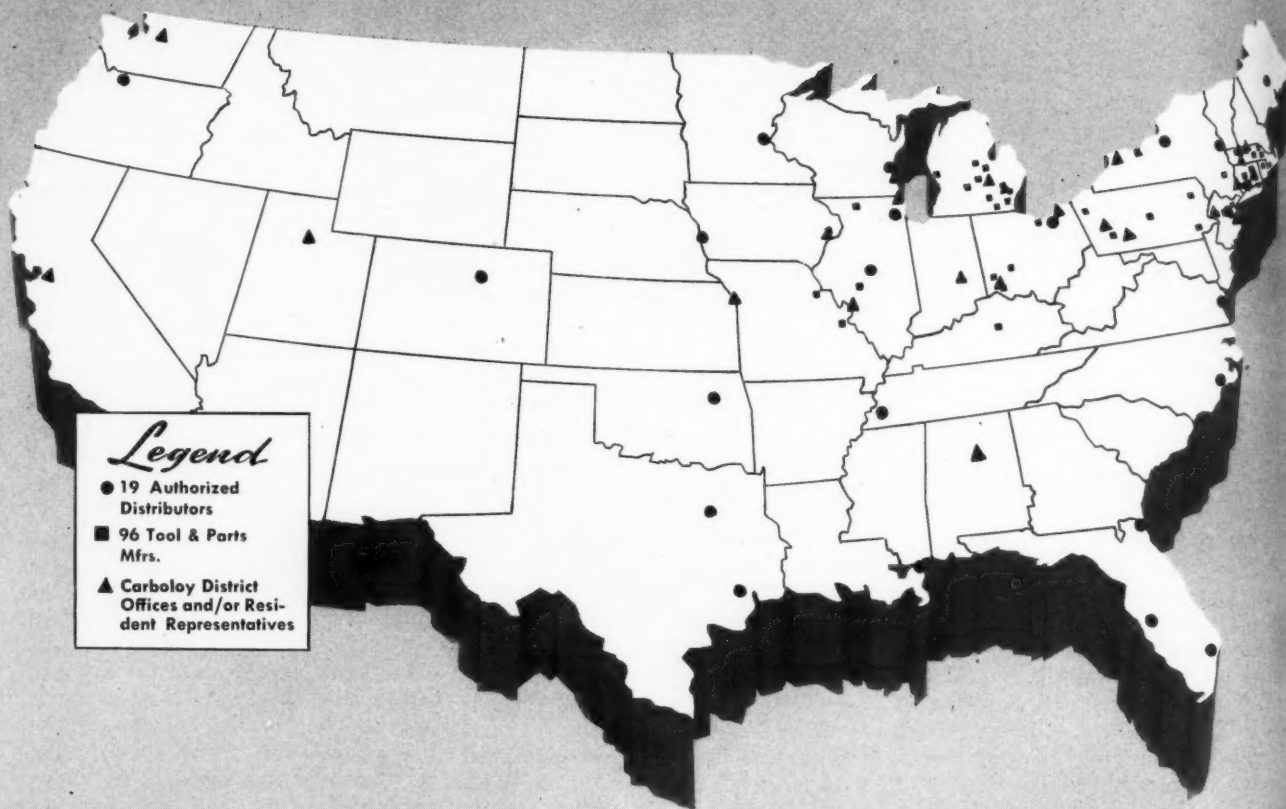 Legend
19 Authorized
Distributors
96 Tool & Parts
Mfrs.
Carboloy District
Offices and/or Resi-
dent Representatives